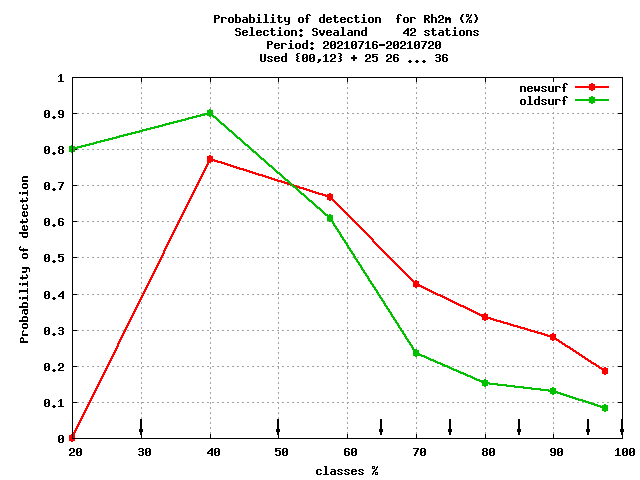 Probability of detection  for Rh2m (%)
Selection: Svealand     42 stations
Period: 20210716-20210720
Used {00,12} + 25 26 ... 36
newsurf
oldsurf
Probability of detection
1
0.9
0.8
0.7
0.6
0.5
0.4
0.3
0.2
0.1
0
20 30 40 50 60 70 80 90 100
classes %